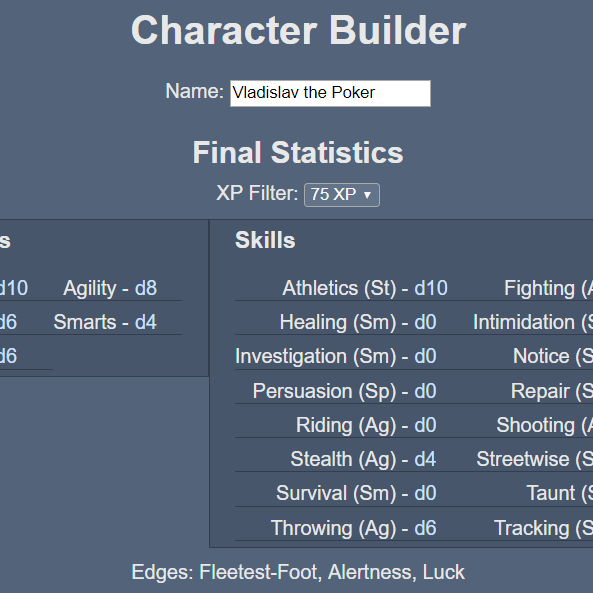 Character Builder
Name: Vladislav the Poker
Final Statistics
XP Filter: 75 XP ▼
s
Skills
d10 Agility - d8
Athletics (St) - d10 Fighting (A
d6 Smarts - d4
Healing (Sm) - d0 Intimidation (S
d6
Investigation (Sm) - d0 Notice (S
Persuasion (Sp) - d0 Repair (S
Riding (Ag) - d0 Shooting (A
Stealth (Ag) - d4 Streetwise (S
Survival (Sm) - d0 Taunt (S
Throwing (Ag) - d6 Tracking (S
Edges: Fleetest-Foot, Alertness, Luck